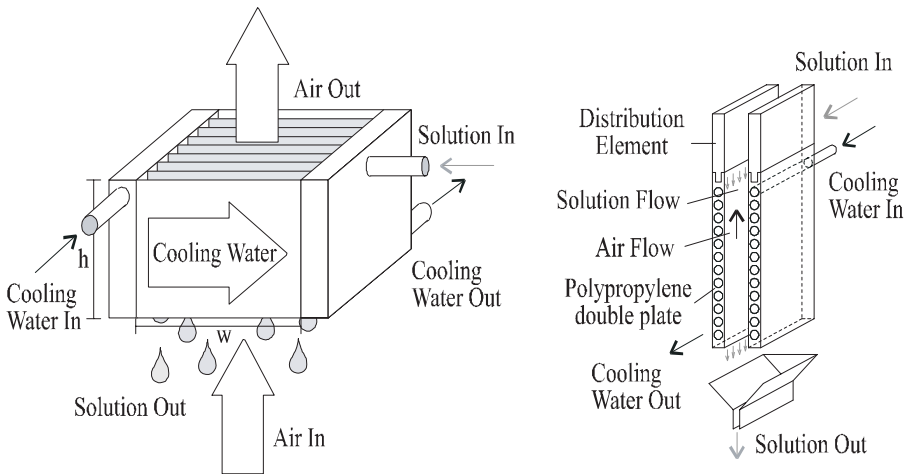 Air Out
Solution In
Cooling Water
h
Cooling
Water In
Cooling
Water Out
w
Solution Out
Air In
Solution In
Distribution
Element
Cooling
Water In
Solution Flow
Air Flow
Polypropylene
double plate
Cooling
Water Out
Solution Out